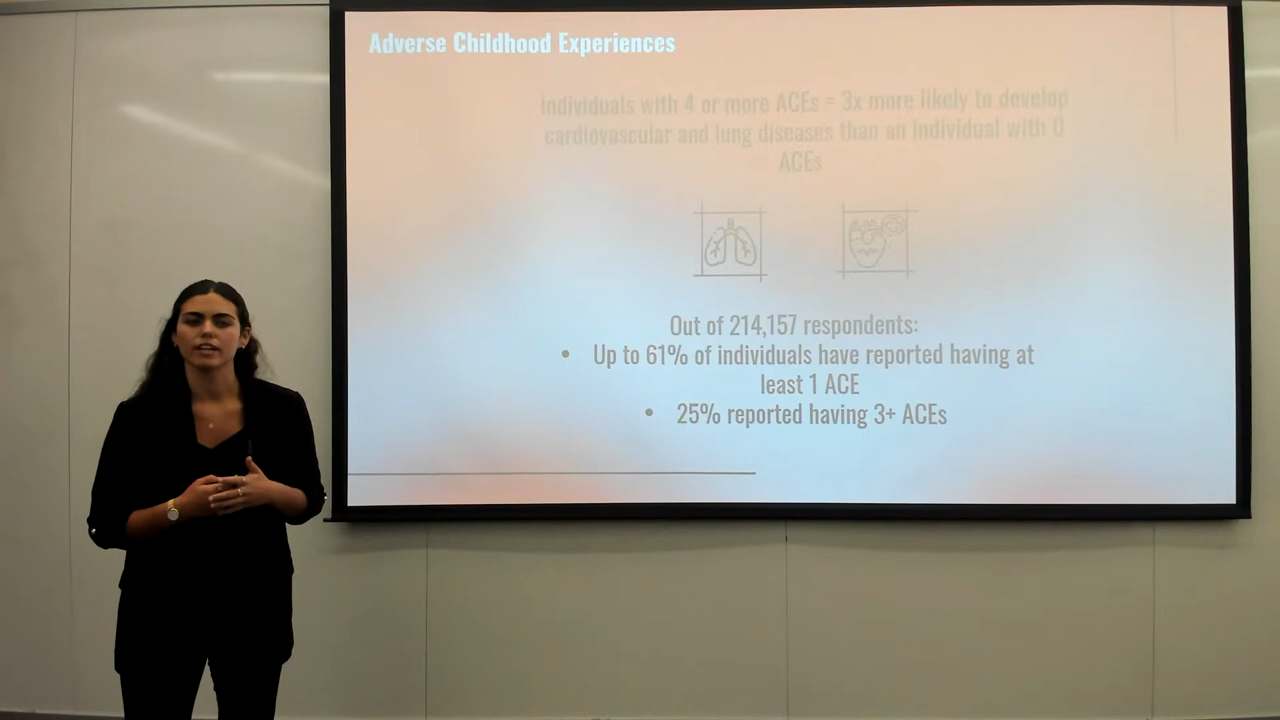 Adverse Childhood Experiences
Individuals with 4 or more ACEs = 3x more likely to develop
cardiovascular and lung diseases than an individual with 0
ACEs
Out of 214,157 respondents:
• Up to 61% of individuals have reported having at
least 1 ACE
• 25% reported having 3+ ACEs